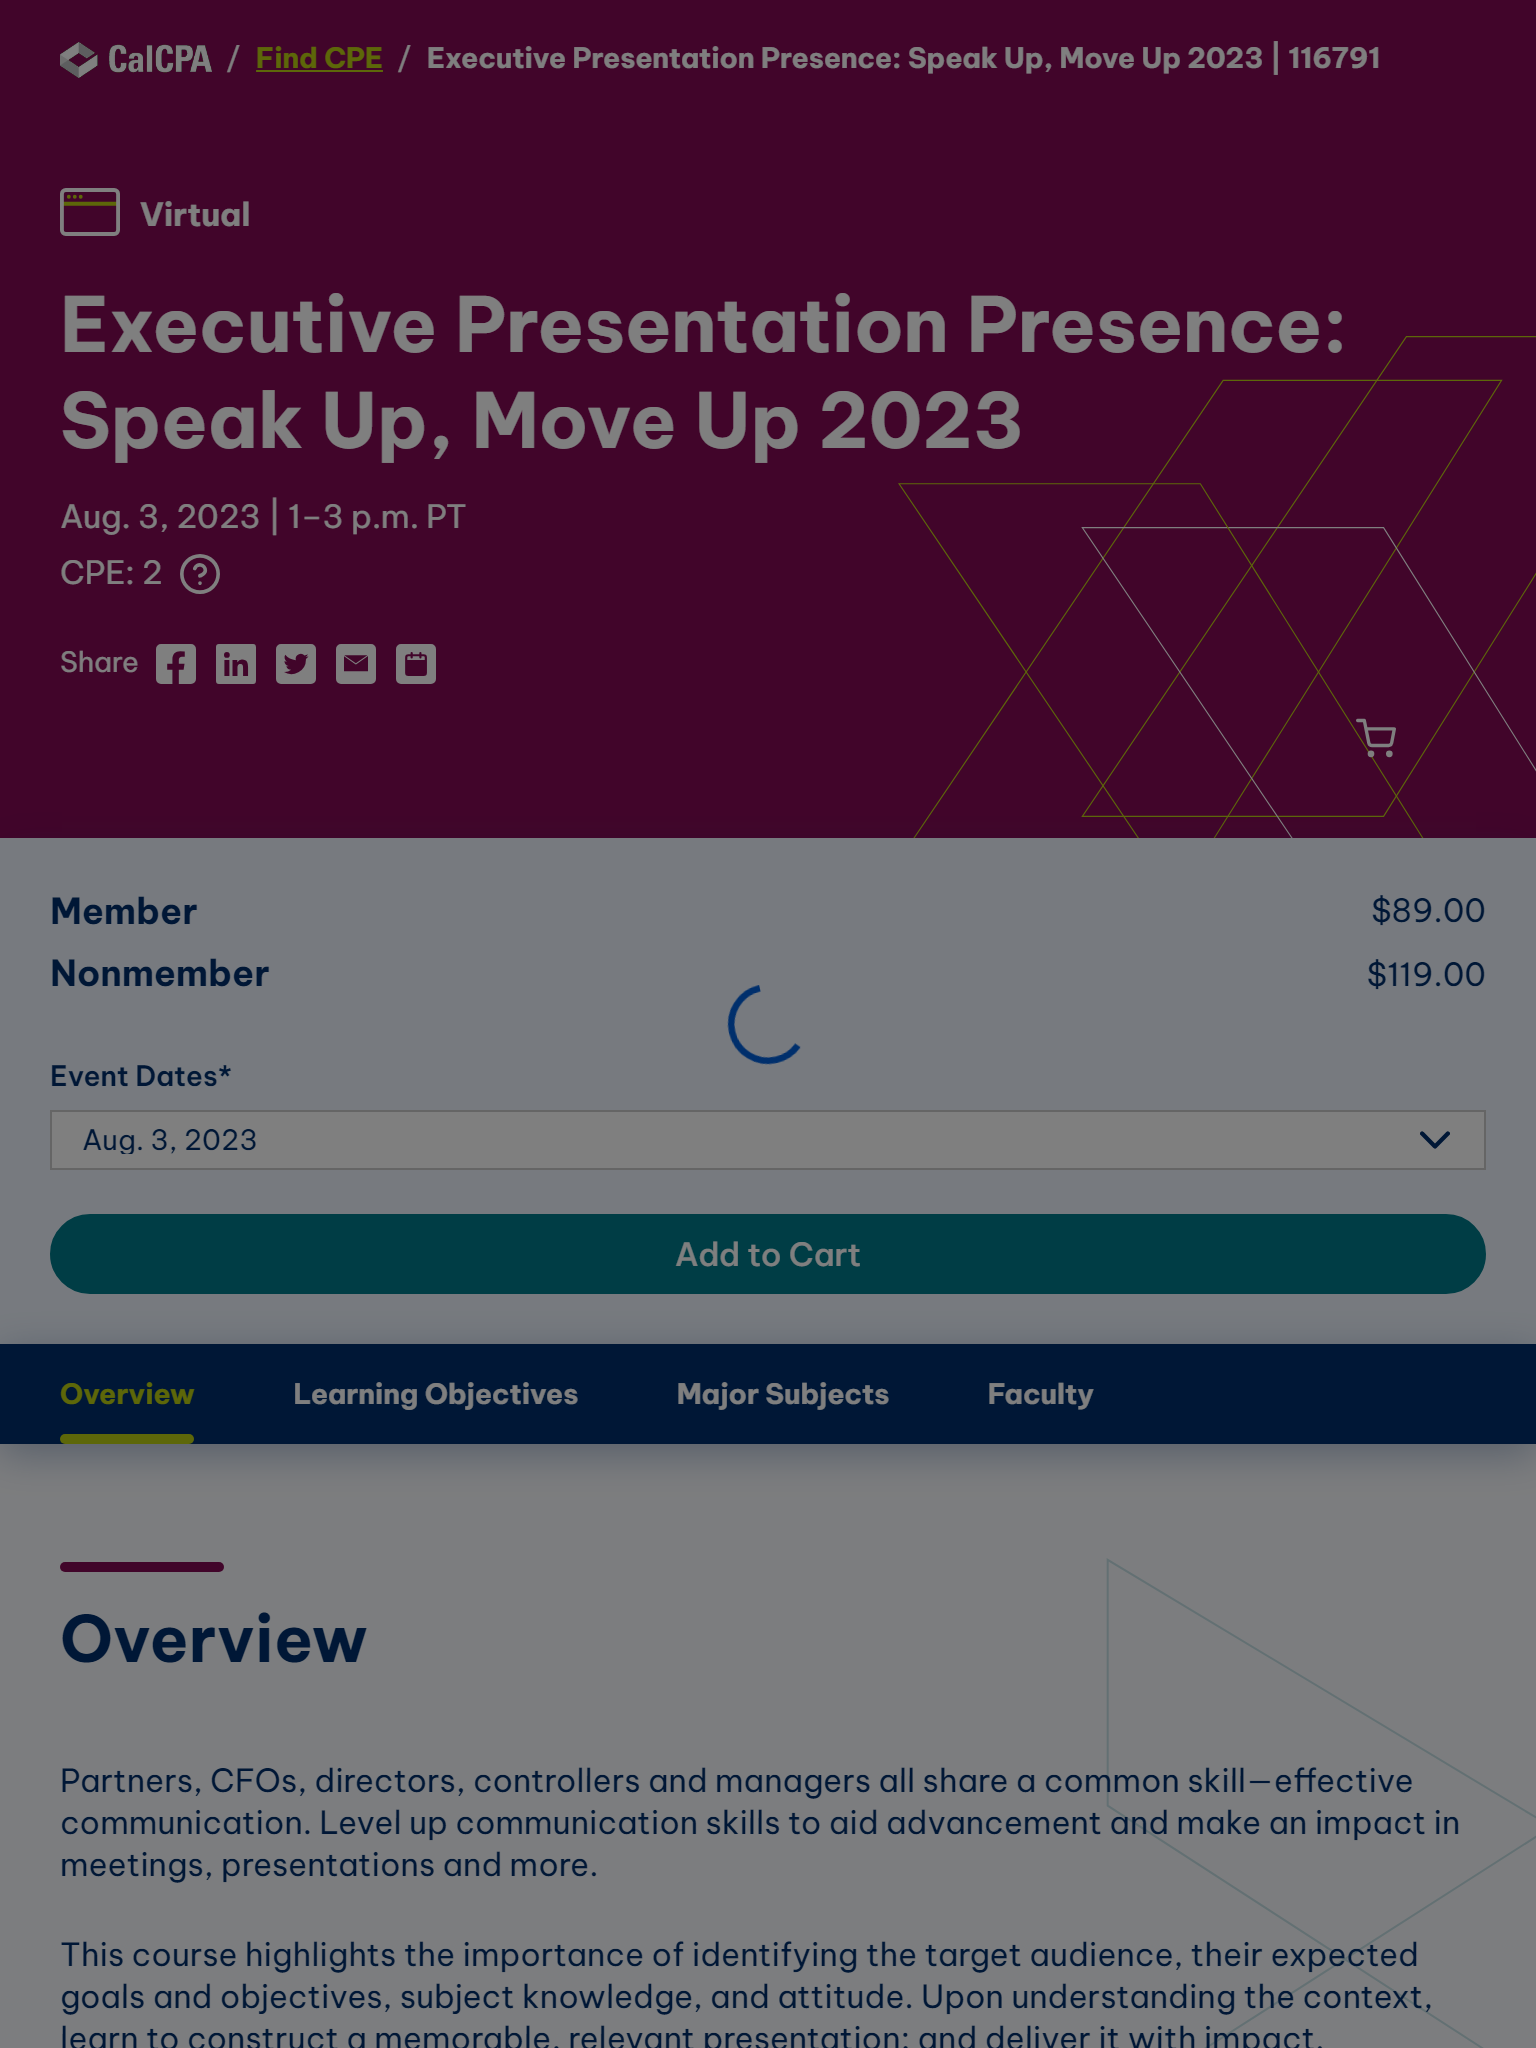 CalCPA / Find CPE / Executive Presentation Presence: Speak Up, Move Up 2023 | 116791
Virtual
Executive Presentation Presence:
Speak Up, Move Up 2023
Aug. 3, 2023 | 1–3 p.m. PT
CPE: 2 ?
Share
Member $89.00
Nonmember $119.00
Event Dates*
Aug. 3, 2023
Add to Cart
Overview Learning Objectives Major Subjects Faculty
Overview
Partners, CFOs, directors, controllers and managers all share a common skill—effective
communication. Level up communication skills to aid advancement and make an impact in
meetings, presentations and more.
This course highlights the importance of identifying the target audience, their expected
goals and objectives, subject knowledge, and attitude. Upon understanding the context,
learn to construct a memorable, relevant presentation; and deliver it with impact.